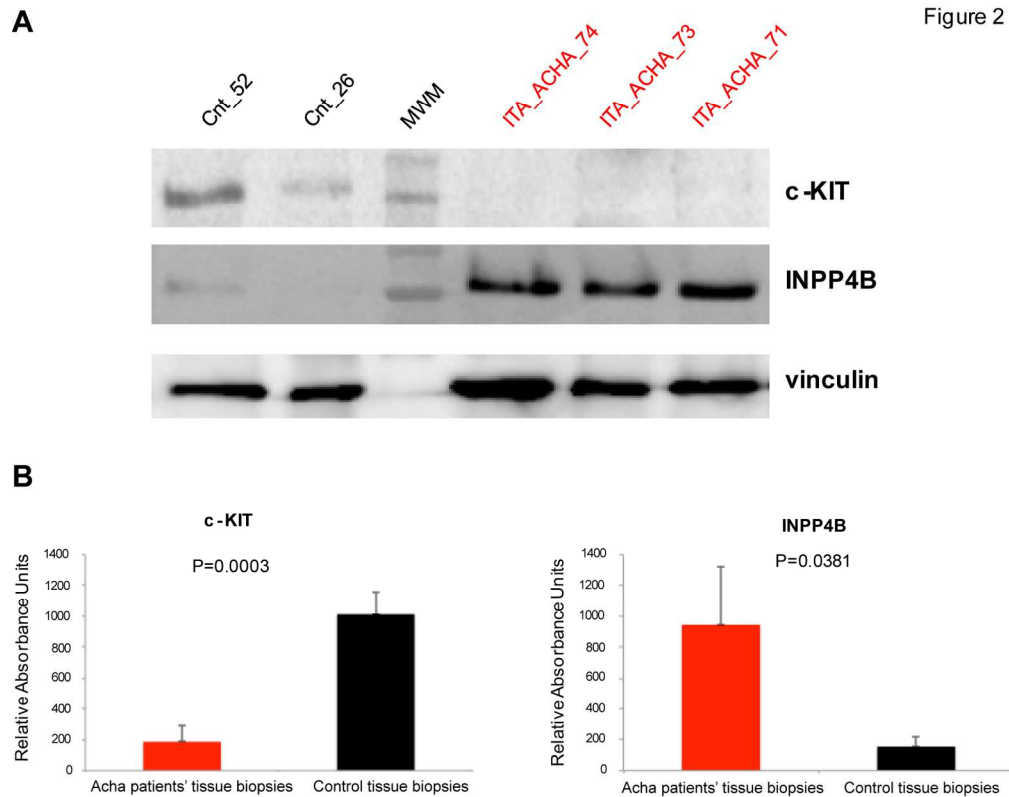 Figure 2
A
Cnt_52
Cnt_26
MWM
ITA_ACHA_74
ITA_ACHA_73
ITA_ACHA_71
c-KIT
INPP4B
vinculin
B
c-KIT
P=0.0003
Relative Absorbance Units
1400
1200
1000
800
600
400
200
0
Acha patients' tissue biopsies
Control tissue biopsies
INPP4B
P=0.0381
Relative Absorbance Units
1400
1200
1000
800
600
400
200
0
Acha patients' tissue biopsies
Control tissue biopsies